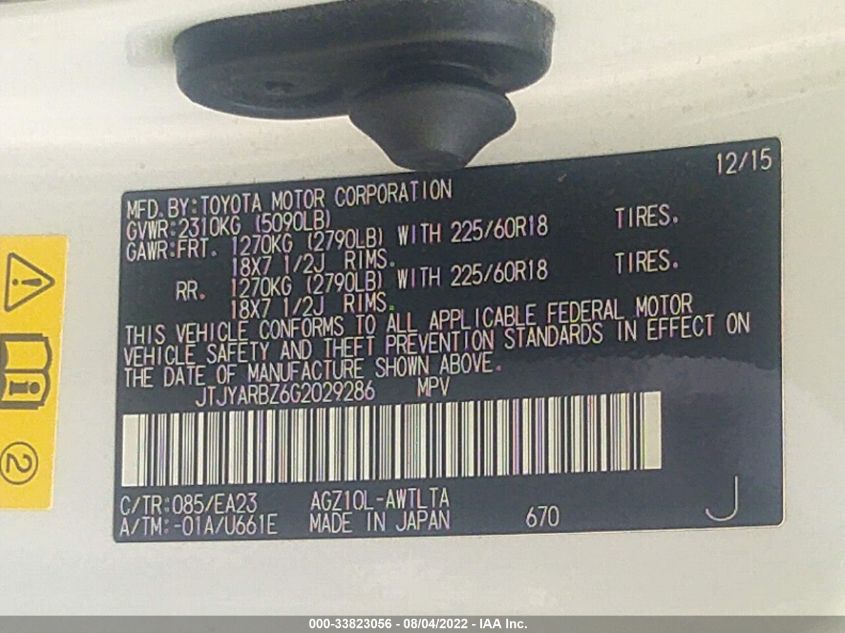 12/15
MFD.BY:TOYOTA MOTOR CORPORATION
GVWR:2310KG (5090LB)
GAWR:FRT. 1270KG (2790LB) WITH 225/60R18 TIRES.
18X7 1/2J RIMS.
RR. 1270KG (2790LB) WITH 225/60R18 TIRES.
18X7 1/2J RIMS.
THIS VEHICLE CONFORMS TO ALL APPLICABLE FEDERAL MOTOR
VEHICLE SAFETY AND THEFT PREVENTION STANDARDS IN EFFECT ON
THE DATE OF MANUFACTURE SHOWN ABOVE.
JTJYARBZ6G2029286 MPV
C/TR:085/EA23 AGZ10L-AWTLTA
A/TM:-01A/U661E MADE IN JAPAN 670
J
2
000-33823056 - 08/04/2022 - IAA Inc.